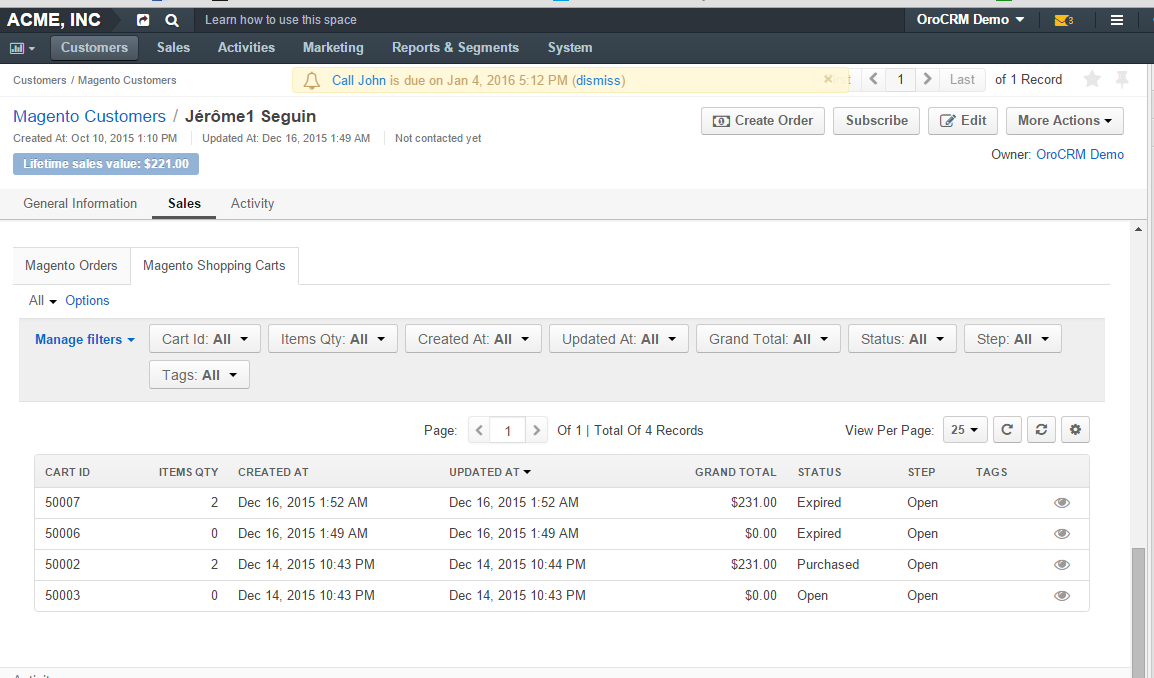 ACME, INC Learn how to use this space OroCRM Demo 3
Customers Sales Activities Marketing Reports & Segments System
Customers / Magento Customers Call John is due on Jan 4, 2016 5:12 PM (dismiss) × 1 Last of 1 Record
Magento Customers / Jérôme1 Seguin Create Order Subscribe Edit More Actions
Created At: Oct 10, 2015 1:10 PM Updated At: Dec 16, 2015 1:49 AM Not contacted yet
Owner: OroCRM Demo
Lifetime sales value: $221.00
General Information Sales Activity
Magento Orders Magento Shopping Carts
All Options
Manage filters Cart Id: All Items Qty: All Created At: All Updated At: All Grand Total: All Status: All Step: All
Tags: All
Page: 1 Of 1 | Total Of 4 Records View Per Page: 25
CART ID ITEMS QTY CREATED AT UPDATED AT GRAND TOTAL STATUS STEP TAGS
50007 2 Dec 16, 2015 1:52 AM Dec 16, 2015 1:52 AM $231.00 Expired Open
50006 0 Dec 16, 2015 1:49 AM Dec 16, 2015 1:49 AM $0.00 Expired Open
50002 2 Dec 14, 2015 10:43 PM Dec 14, 2015 10:44 PM $231.00 Purchased Open
50003 0 Dec 14, 2015 10:43 PM Dec 14, 2015 10:43 PM $0.00 Open Open